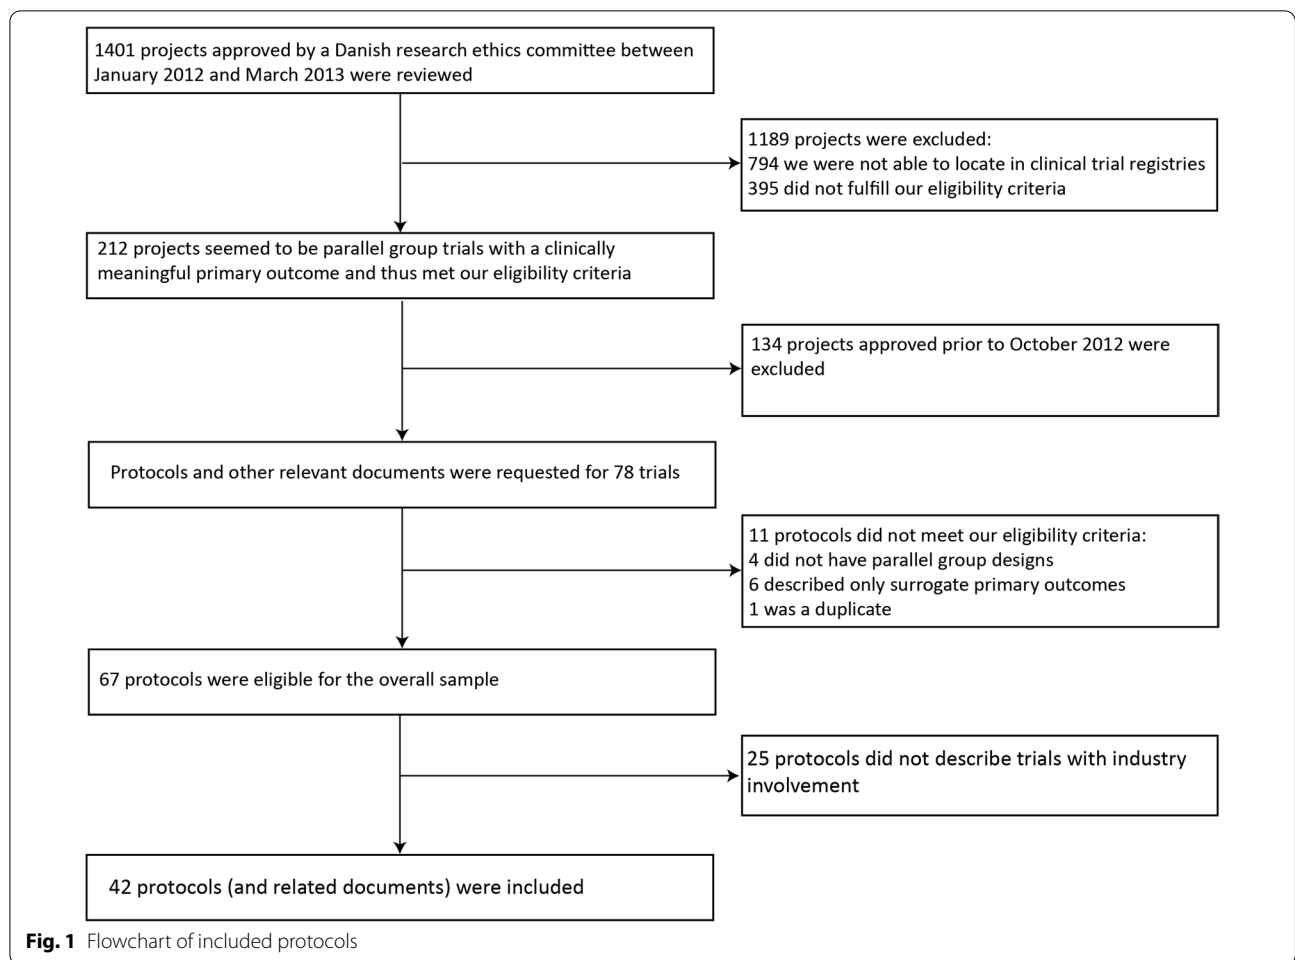 1401 projects approved by a Danish research ethics committee between
January 2012 and March 2013 were reviewed
1189 projects were excluded:
794 we were not able to locate in clinical trial registries
395 did not fulfill our eligibility criteria
212 projects seemed to be parallel group trials with a clinically
meaningful primary outcome and thus met our eligibility criteria
134 projects approved prior to October 2012 were
excluded
Protocols and other relevant documents were requested for 78 trials
11 protocols did not meet our eligibility criteria:
4 did not have parallel group designs
6 described only surrogate primary outcomes
1 was a duplicate
67 protocols were eligible for the overall sample
25 protocols did not describe trials with industry
involvement
42 protocols (and related documents) were included
Fig. 1 Flowchart of included protocols